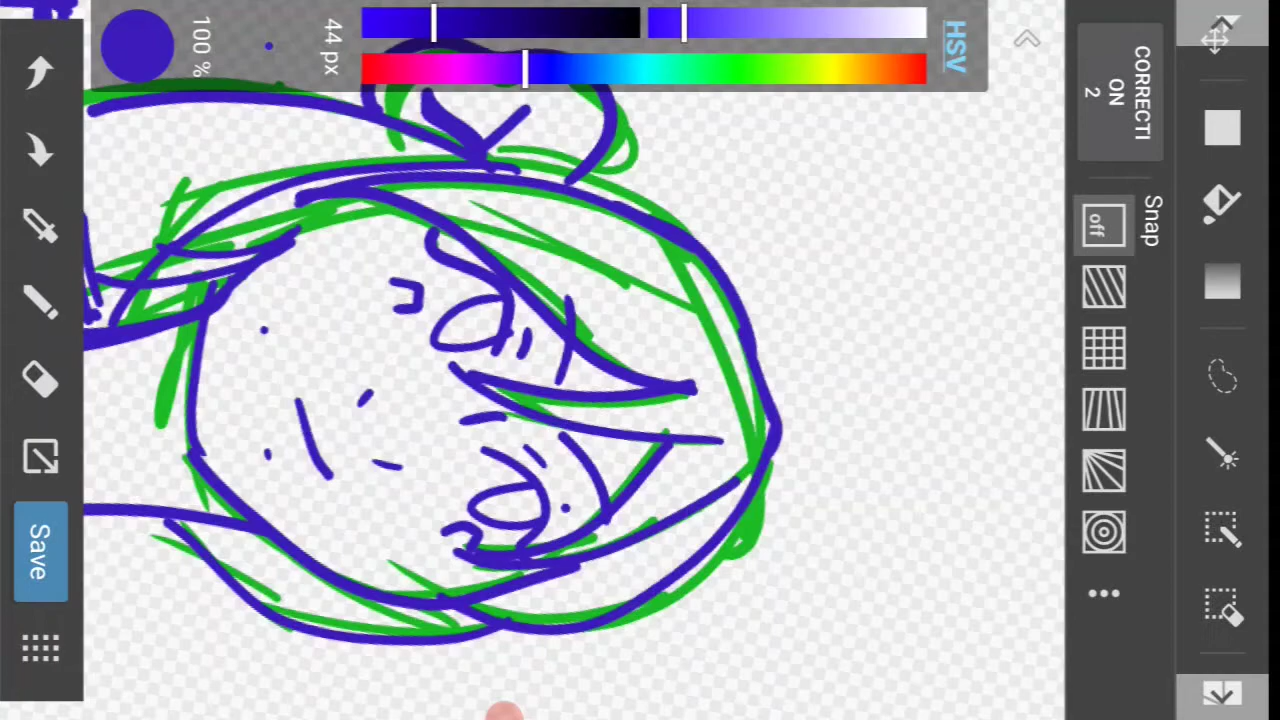 HSV
44 px
100 %
CORRECTI
ON
2
Snap
off
Save